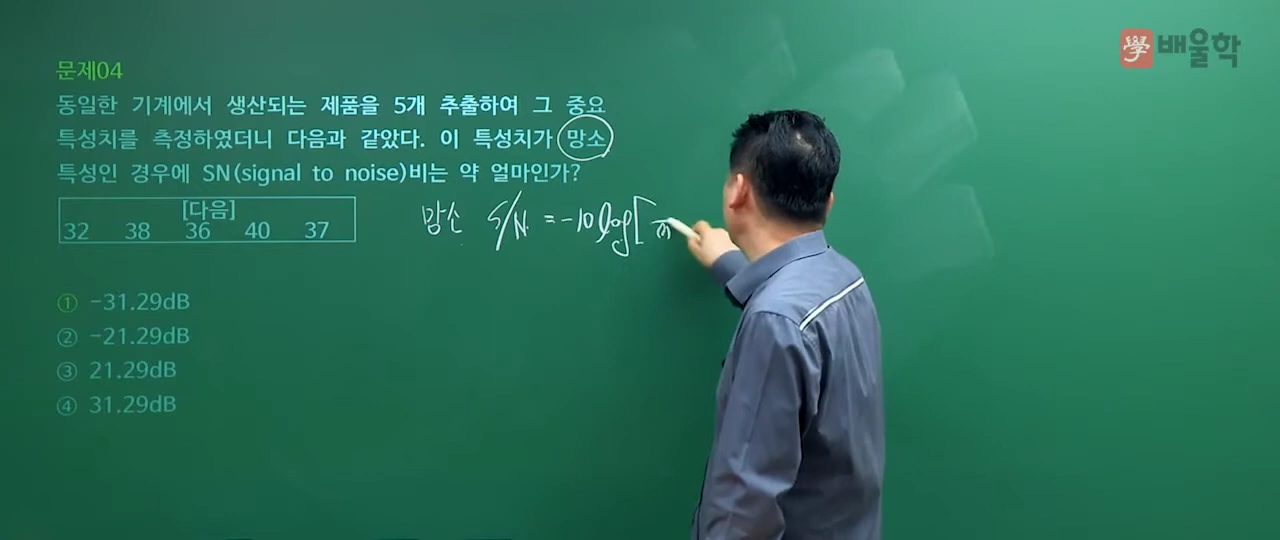 學 배울학
문제04
동일한 기계에서 생산되는 제품을 5개 추출하여 그 중요
특성치를 측정하였더니 다음과 같았다. 이 특성치가 망소
특성인 경우에 SN(signal to noise)비는 약 얼마인가?
[다음]
32 38 36 40 37
망소 S/N = -10 log[
① -31.29dB
② -21.29dB
③ 21.29dB
④ 31.29dB